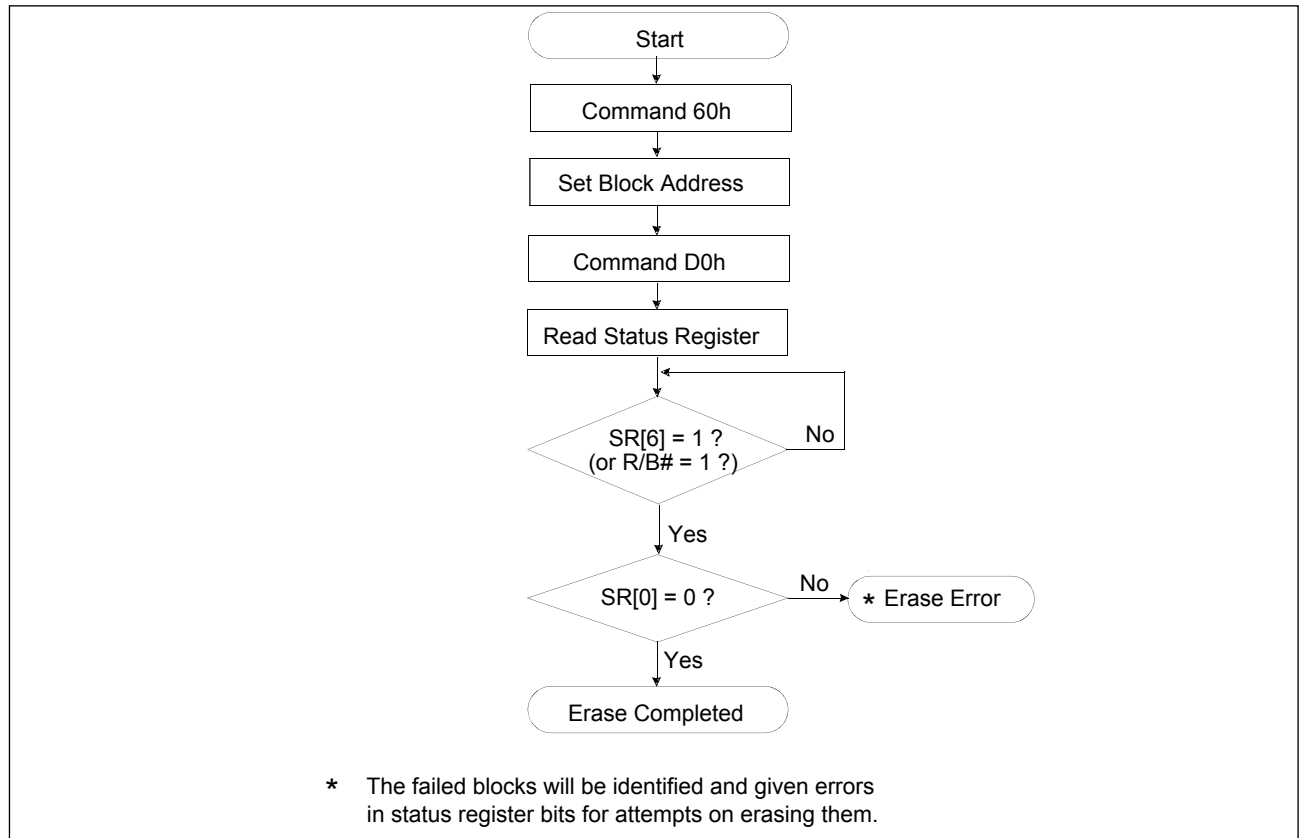 Start
Command 60h
Set Block Address
Command D0h
Read Status Register
SR[6] = 1 ?
(or R/B# = 1 ?)
No
Yes
SR[0] = 0 ?
No
* Erase Error
Yes
Erase Completed
* The failed blocks will be identified and given errors
in status register bits for attempts on erasing them.